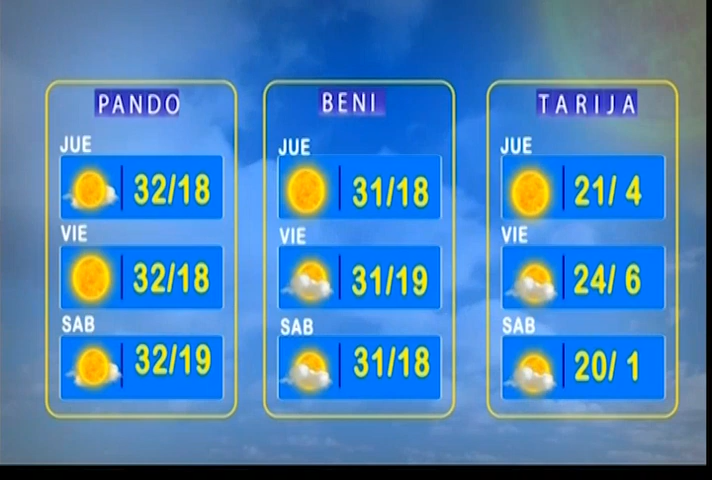 PANDO
JUE
32/18
VIE
32/18
SAB
32/19
BENI
JUE
31/18
VIE
31/19
SAB
31/18
TARIJA
JUE
21/ 4
VIE
24/ 6
SAB
20/ 1